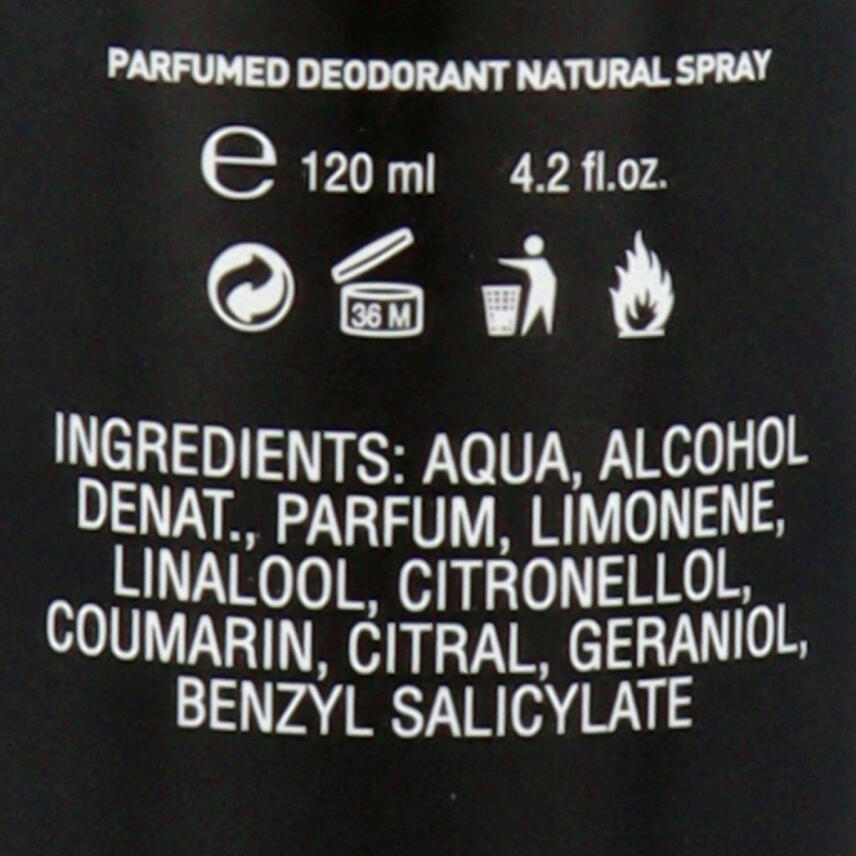 PARFUMED DEODORANT NATURAL SPRAY
e 120 ml 4.2 fl.oz.
36 M
INGREDIENTS: AQUA, ALCOHOL
DENAT., PARFUM, LIMONENE,
LINALOOL, CITRONELLOL,
COUMARIN, CITRAL, GERANIOL,
BENZYL SALICYLATE